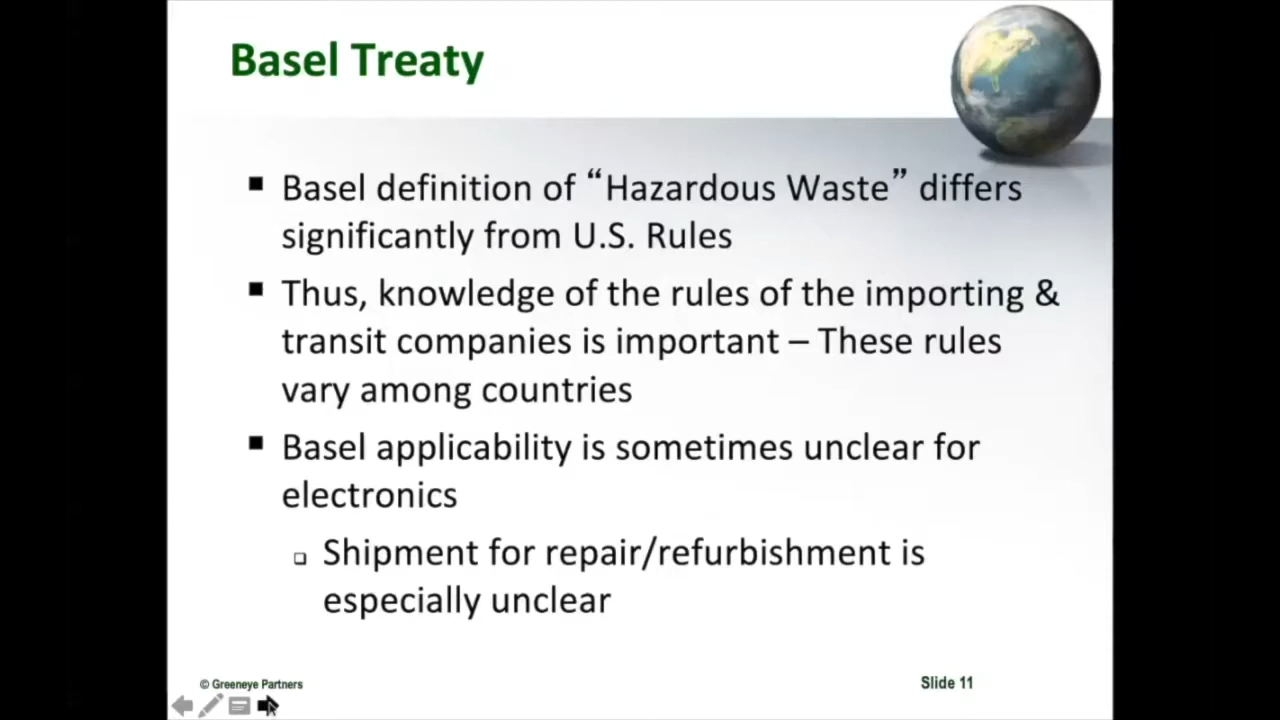 Basel Treaty
▪ Basel definition of “Hazardous Waste” differs
significantly from U.S. Rules
▪ Thus, knowledge of the rules of the importing &
transit companies is important – These rules
vary among countries
▪ Basel applicability is sometimes unclear for
electronics
❑ Shipment for repair/refurbishment is
especially unclear
© Greeneye Partners
Slide 11